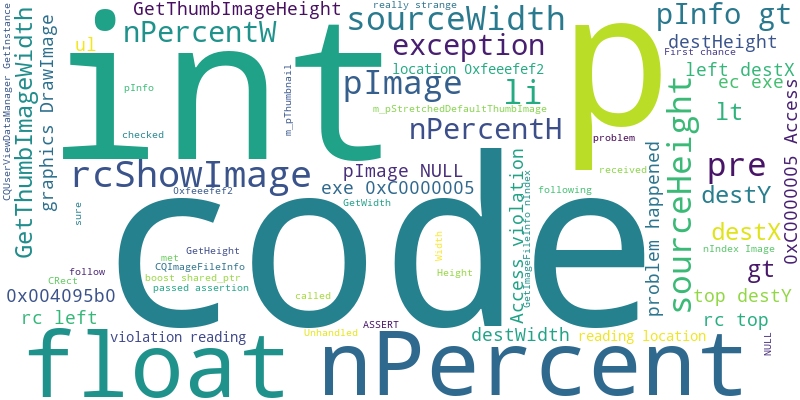 GetThumbImageHeight
really strange
sourceWidth
pInfo gt
nPercentW
int
p
exception
destHeight
First chance
ul
location 0xfeeefef2
left destX
ec exe
pImage
li
lt
pInfo
m_pThumbnail
m_pStretchedDefaultThumbImage
nPercentH
checked
problem
CQUserViewDataManager GetInstance
GetThumbImageWidth
graphics DrawImage
rcShowImage
pImage NULL
received
pre
exe 0xC0000005
0xfeeefef2
following
destY
GetWidth
code
sure
destX
GetHeight
Width
nIndex Image
met
CQImageFileInfo
follow
boost shared_ptr
Height
gt
CRect
passed assertion
0x004095b0
called
top destY
Access violation
GetImageFileInfo nIndex
problem happened
sourceHeight
0xC0000005 Access
rc left
ASSERT
rc top
violation reading
Unhandled
destWidth
reading location
NULL
float
nPercent